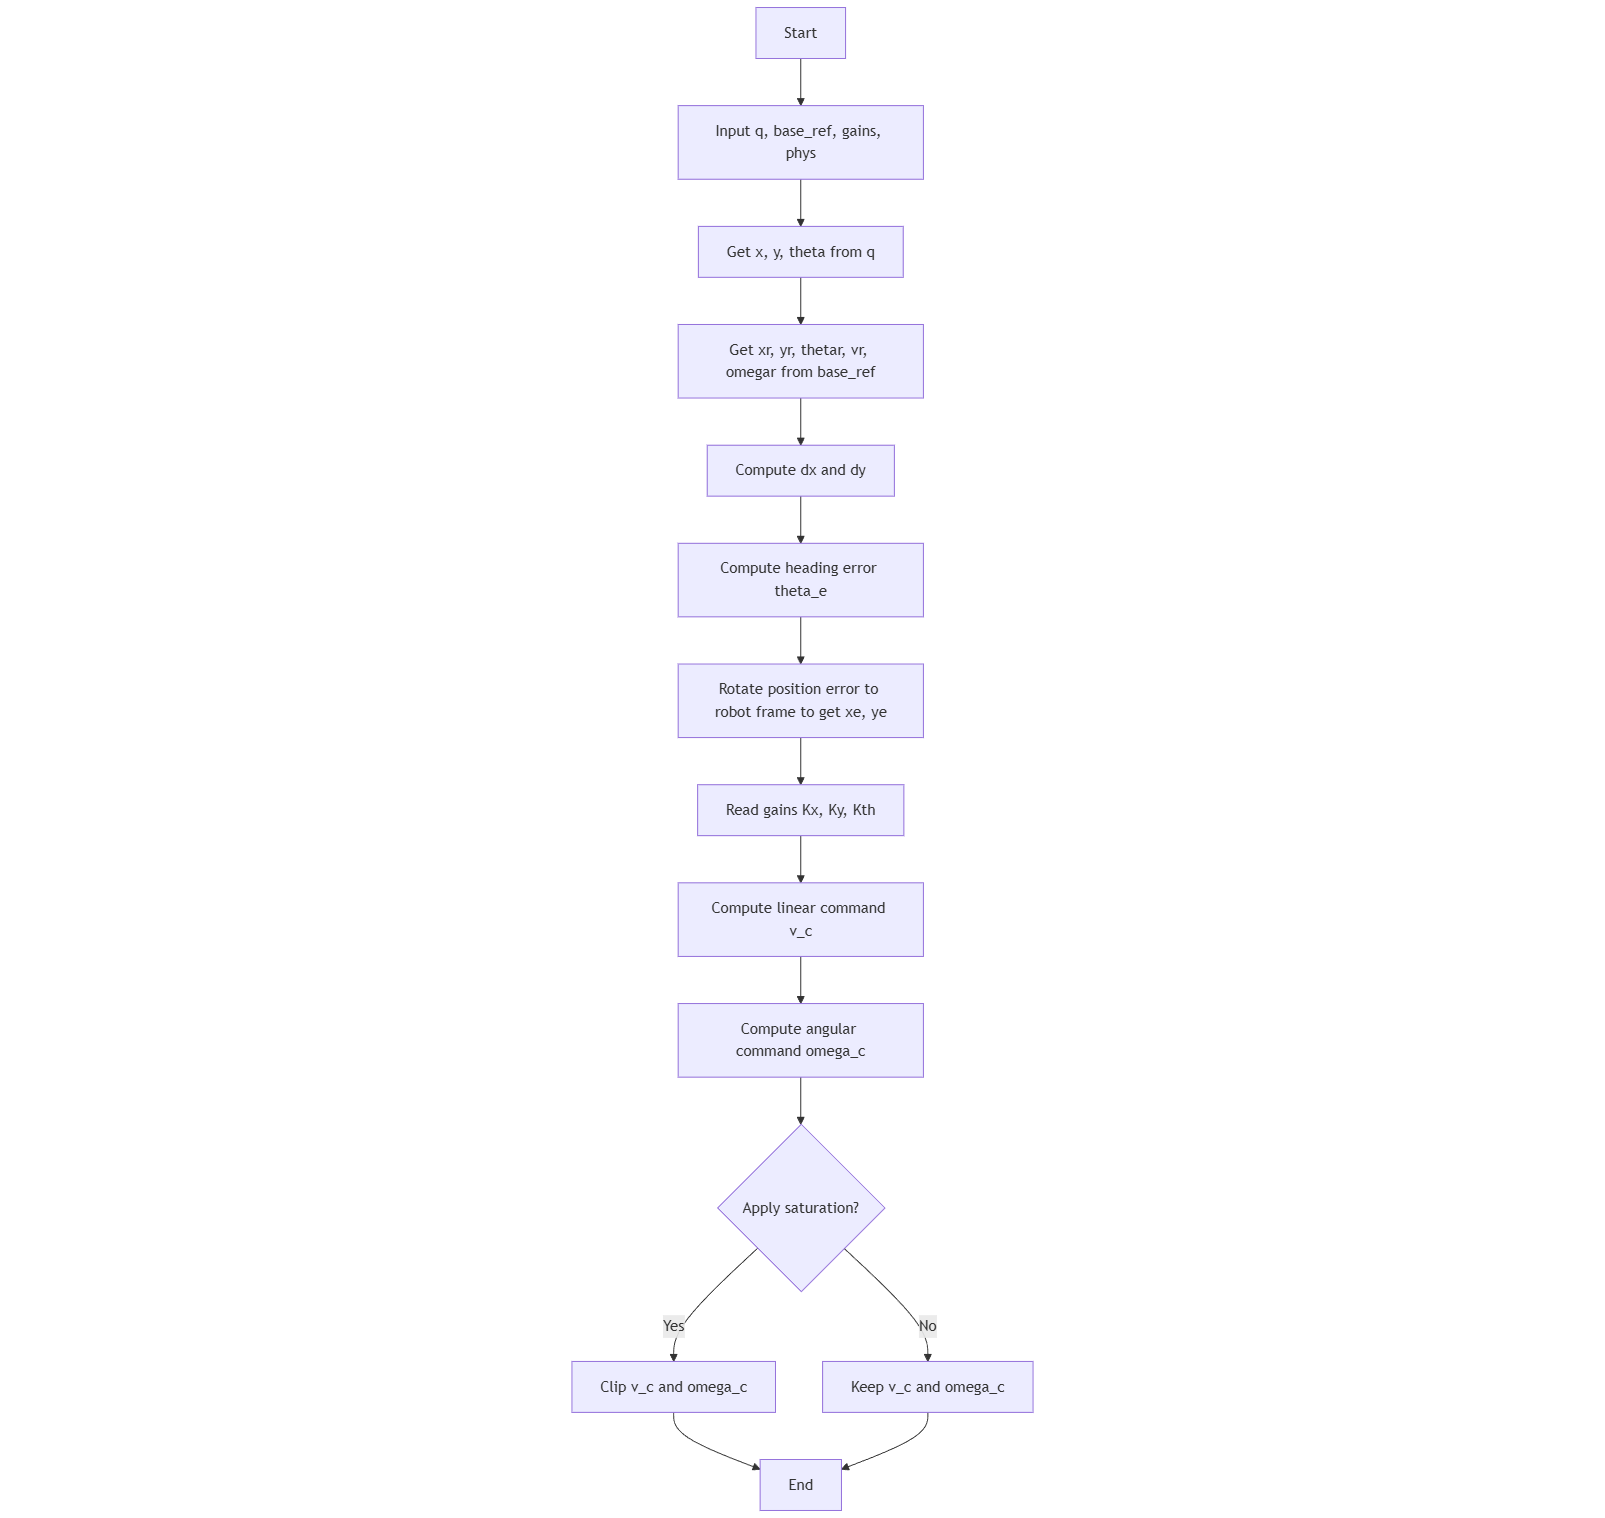 Start
Input q, base_ref, gains,
phys
Get x, y, theta from q
Get xr, yr, thetar, vr,
omegar from base_ref
Compute dx and dy
Compute heading error
theta_e
Rotate position error to
robot frame to get xe, ye
Read gains Kx, Ky, Kth
Compute linear command
v_c
Compute angular
command omega_c
Apply saturation?
Yes
No
Clip v_c and omega_c
Keep v_c and omega_c
End